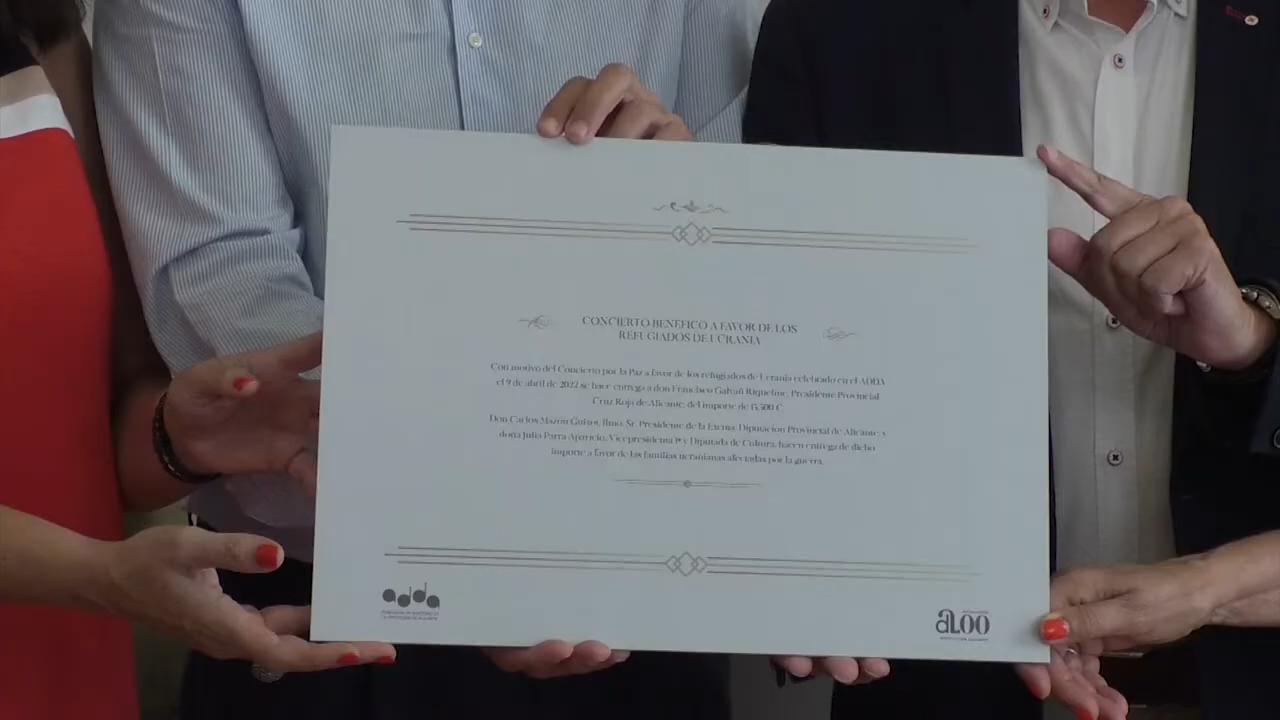 CONCIERTO BENÉFICO A FAVOR DE LOS
REFUGIADOS DE UCRANIA
Con motivo del Concierto por la Paz a favor de los refugiados de Ucrania celebrado en el ADDA
el 9 de abril de 2022 se hace entrega a don Francisco Galvañ Riquelme, Presidente Provincial
Cruz Roja de Alicante, del importe de 15,500 €
Don Carlos Mazón Guixot, Ilmo. Sr. Presidente de la Excma. Diputación Provincial de Alicante y
doña Julia Parra Aparicio, Vicepresidenta 1ª y Diputada de Cultura, hacen entrega de dicho
importe a favor de las familias ucranianas afectadas por la guerra.
adda